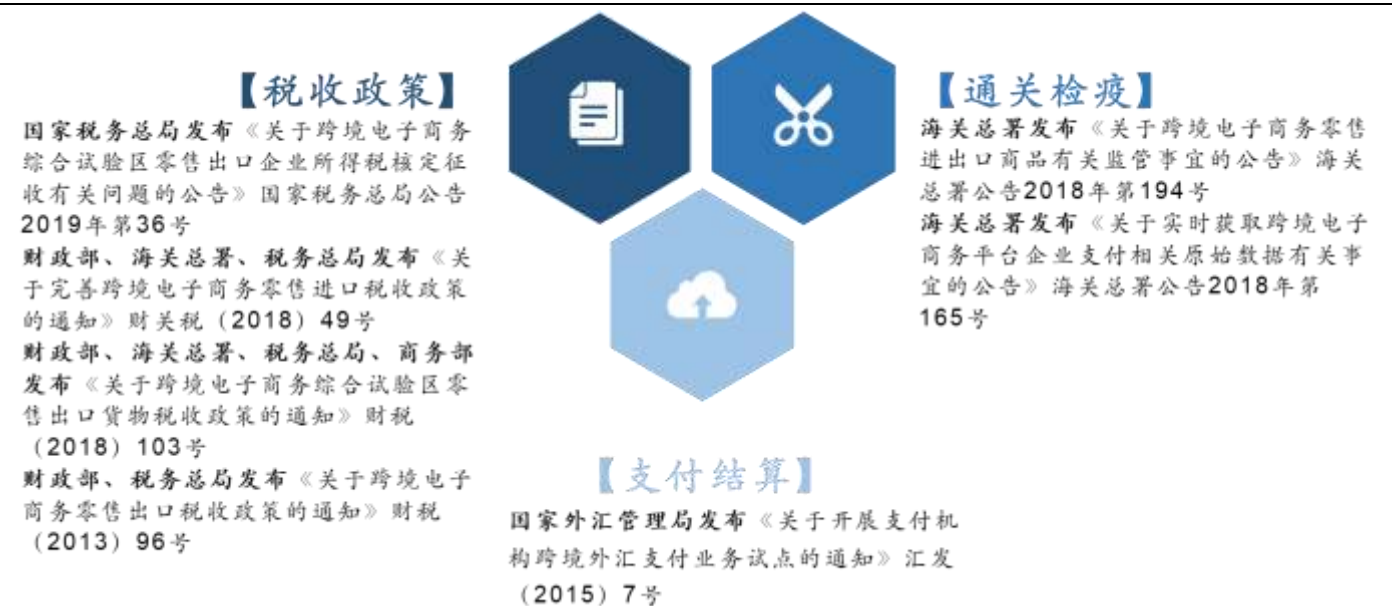 【税收政策】
国家税务总局发布《关于跨境电子商务
综合试验区零售出口企业所得税核定征
收有关问题的公告》国家税务总局公告
2019年第36号
财政部、海关总署、税务总局发布《关
于完善跨境电子商务零售进口税收政策
的通知》财关税（2018）49号
财政部、海关总署、税务总局、商务部
发布《关于跨境电子商务综合试验区零
售出口货物税收政策的通知》财税
（2018）103号
财政部、税务总局发布《关于跨境电子
商务零售出口税收政策的通知》财税
（2013）96号
【通关检疫】
海关总署发布《关于跨境电子商务零售
进出口商品有关监管事宜的公告》海关
总署公告2018年第194号
海关总署发布《关于实时获取跨境电子
商务平台企业支付相关原始数据有关事
宜的公告》海关总署公告2018年第
165号
【支付结算】
国家外汇管理局发布《关于开展支付机
构跨境外汇支付业务试点的通知》汇发
（2015）7号